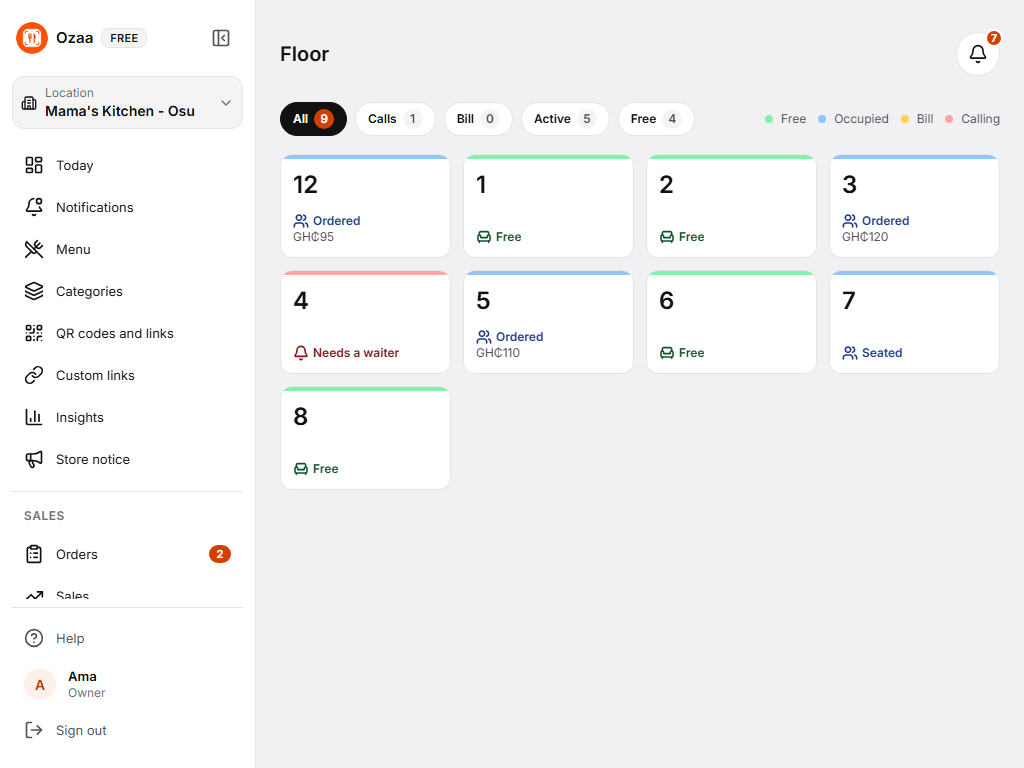 Ozaa FREE
Location
Mama's Kitchen - Osu
Today
Notifications
Menu
Categories
QR codes and links
Custom links
Insights
Store notice
SALES
Orders 2
Sales
Help
A
Ama
Owner
Sign out
Floor
7
All 9 Calls 1 Bill 0 Active 5 Free 4
Free Occupied Bill Calling
12
Ordered
GH₵95
1
Free
2
Free
3
Ordered
GH₵120
4
Needs a waiter
5
Ordered
GH₵110
6
Free
7
Seated
8
Free